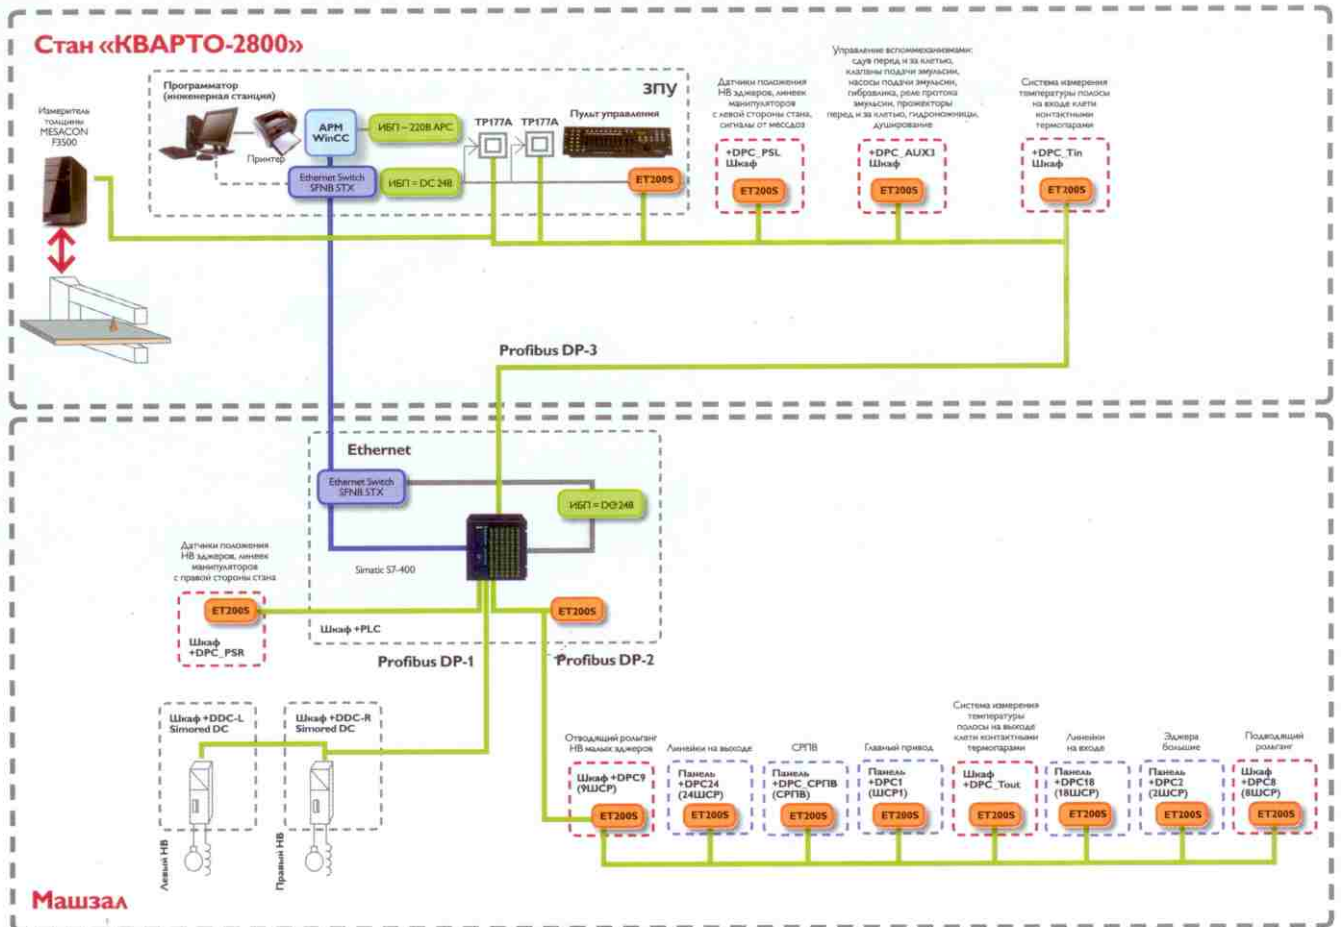 Стан «КВАРТО-2800»
Измеритель
толщины
MESACON
F3500
Программатор
(инженерная станция)
Принтер
АРМ
WinCC
ИБП ~ 220В APC
Ethernet Switch
SFNB 5TX
ИБП = DC 24В
TP177A
TP177A
ЗПУ
Пульт управления
ET200S
Датчики положения
НВ эджеров, линеек
манипуляторов
с левой стороны стана,
сигналы от мессдоз
+DPC_PSL
Шкаф
ET200S
Управление вспоммеханизмами:
сдув перед и за клетью,
клапаны подачи эмульсии,
насосы подачи эмульсии,
гидравлика, реле протока
эмульсии, прожекторы
перед и за клетью, гидроножницы,
душирование
+DPC_AUX3
Шкаф
ET200S
Система измерения
температуры полосы
на входе клети
контактными
термопарами
+DPC_Tin
Шкаф
ET200S
Profibus DP-3
Ethernet
Ethernet Switch
SFNB 5TX
ИБП = DC 24В
Simatic S7-400
ET200S
Шкаф +PLC
Датчики положения
НВ эджеров, линеек
манипуляторов
с правой стороны стана
ET200S
Шкаф
+DPC_PSR
Profibus DP-1
Profibus DP-2
Шкаф +DDC-L
Simored DC
Левый НВ
Шкаф +DDC-R
Simored DC
Правый НВ
Отводящий рольганг
НВ малых эджеров
Шкаф +DPC9
(9ШСР)
ET200S
Линейки на выходе
Панель
+DPC24
(24ШСР)
ET200S
СРПВ
Панель
+DPC_СРПВ
(СРПВ)
ET200S
Главный привод
Панель
+DPC1
(ШСР1)
ET200S
Система измерения
температуры
полосы на выходе
клети контактными
термопарами
Шкаф
+DPC_Tout
ET200S
Линейки
на входе
Панель
+DPC18
(18ШСР)
ET200S
Эджера
большие
Панель
+DPC2
(2ШСР)
ET200S
Подводящий
рольганг
Шкаф
+DPC8
(8ШСР)
ET200S
Машзал